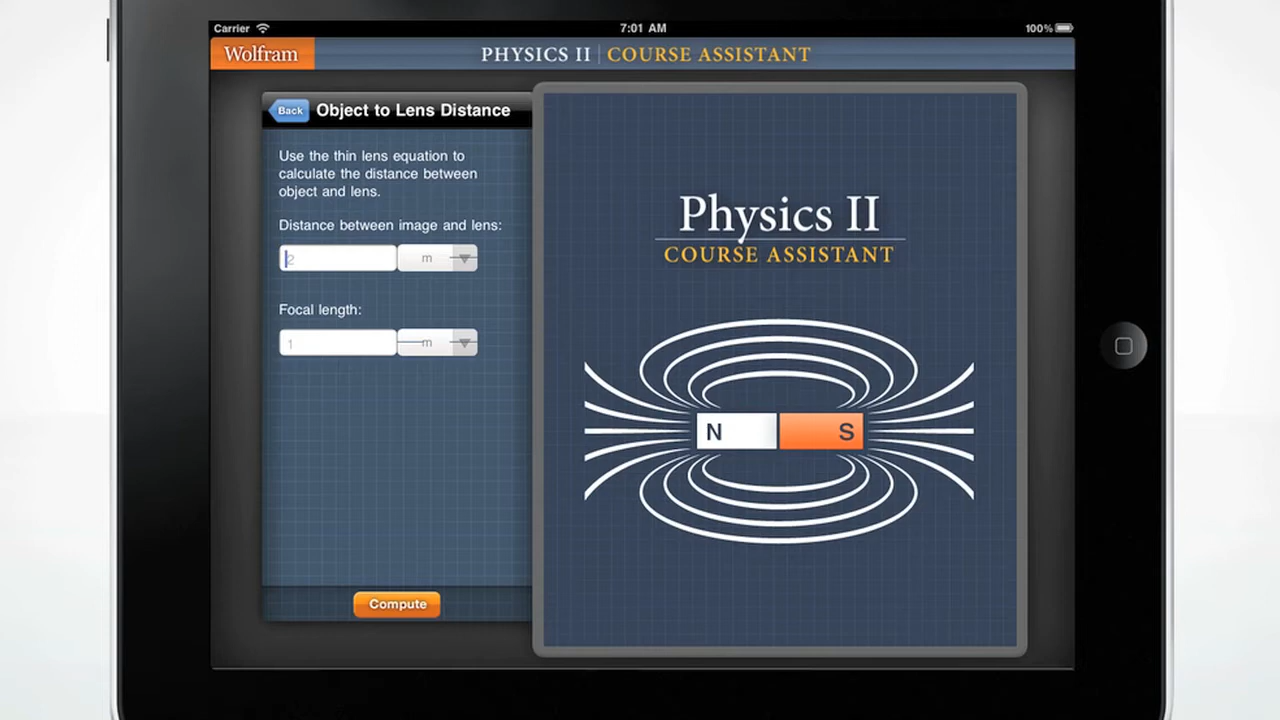 Carrier
7:01 AM
100%
Wolfram
PHYSICS II | COURSE ASSISTANT
Back
Object to Lens Distance
Use the thin lens equation to
calculate the distance between
object and lens.
Distance between image and lens:
2
m
Focal length:
1
m
Compute
Physics II
COURSE ASSISTANT
N
S